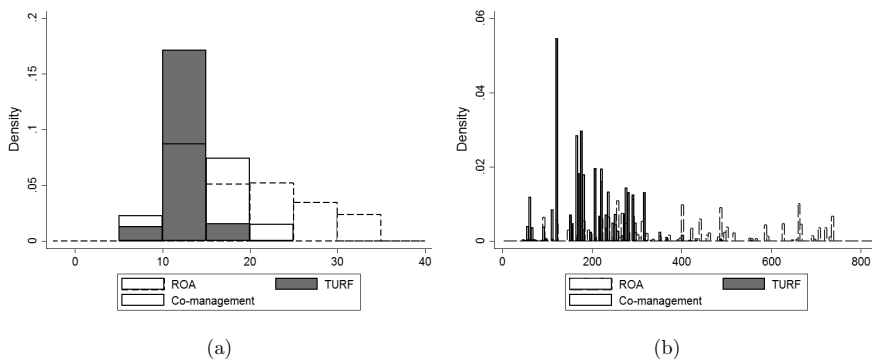 .2
.15
.1
.05
0
Density
0 10 20 30 40
ROA TURF
Co-management
(a)
.06
.04
.02
0
Density
0 200 400 600 800
ROA TURF
Co-management
(b)